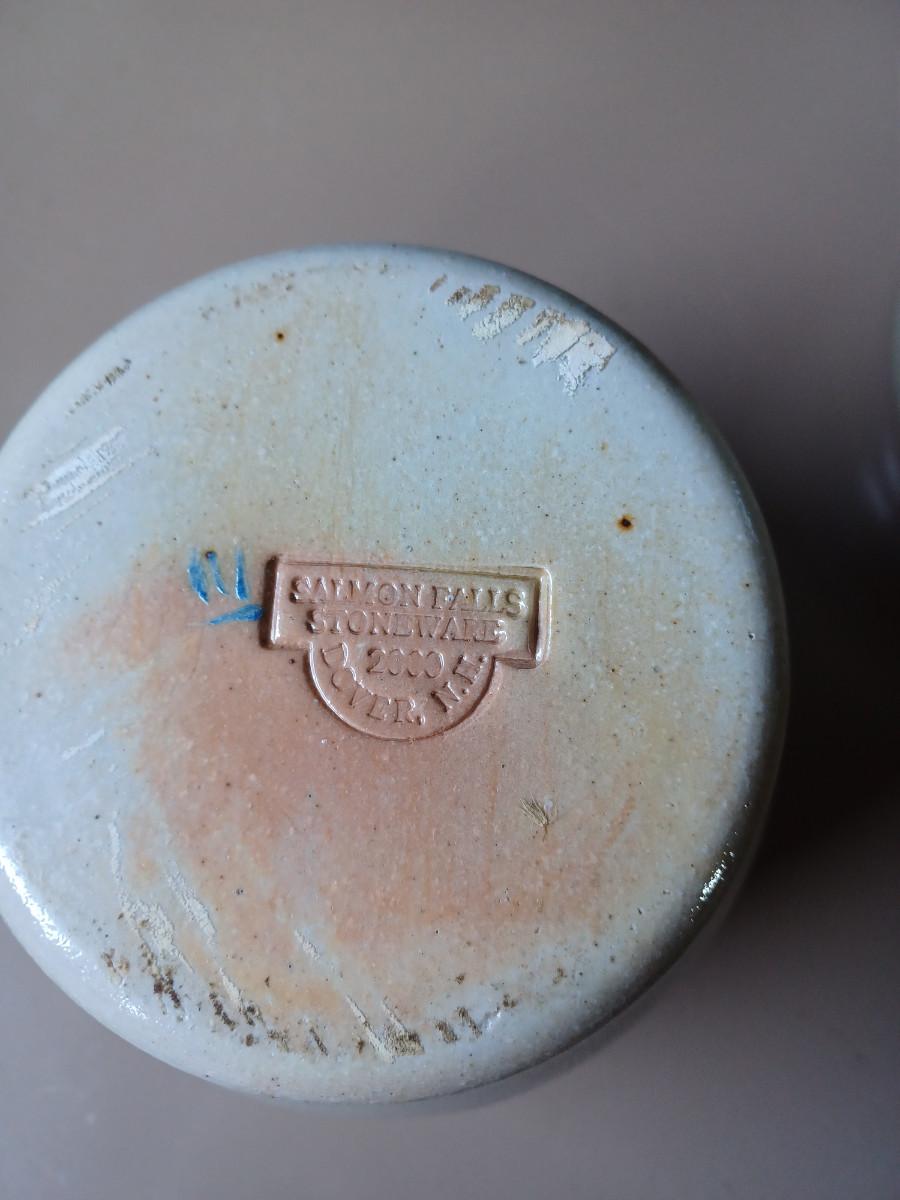 SALMON FALLS
STONEWARE
2000
DOVER, N.H.